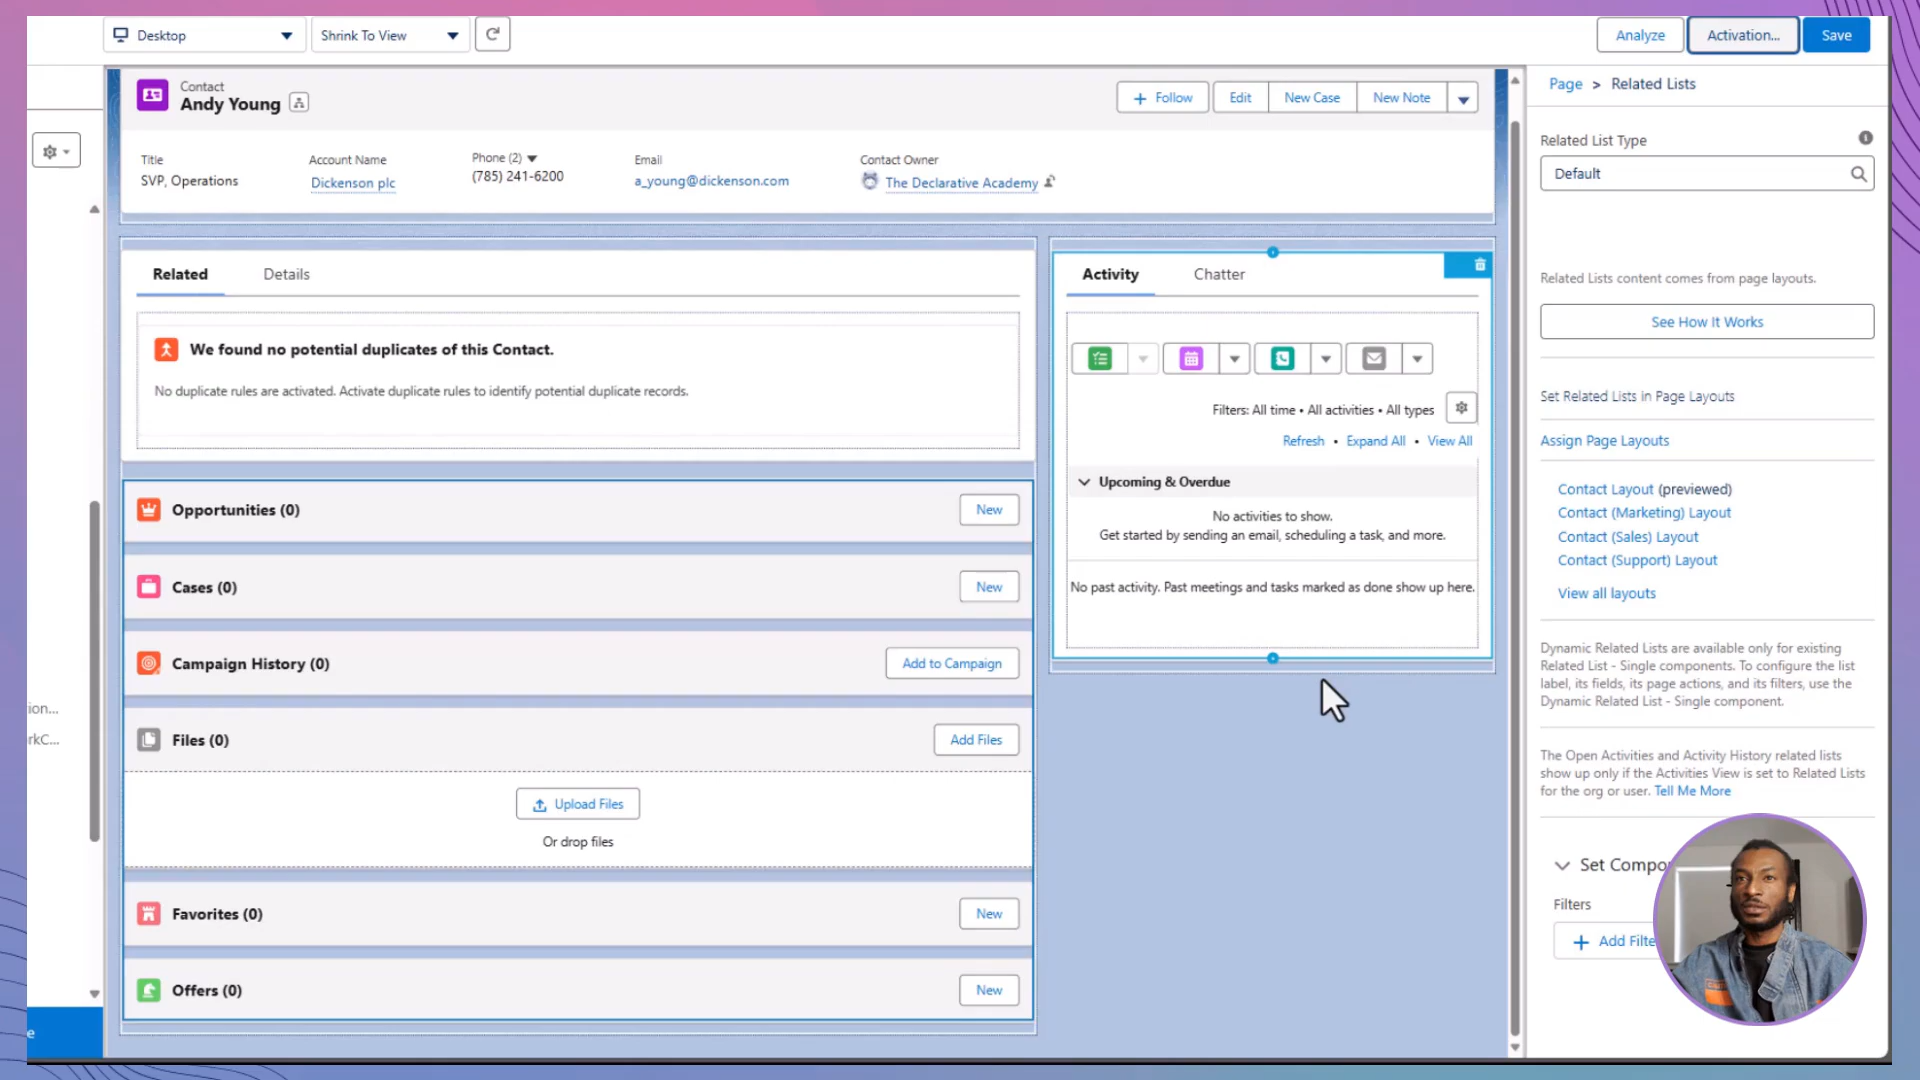 Desktop
Shrink To View
Analyze
Activation...
Save
Contact
Andy Young
Follow
Edit
New Case
New Note
Title
SVP, Operations
Account Name
Dickenson plc
Phone (2)
(785) 241-6200
Email
a_young@dickenson.com
Contact Owner
The Declarative Academy
Related
Details
We found no potential duplicates of this Contact.
No duplicate rules are activated. Activate duplicate rules to identify potential duplicate records.
Opportunities (0)
New
Cases (0)
New
Campaign History (0)
Add to Campaign
Files (0)
Add Files
Upload Files
Or drop files
Favorites (0)
New
Offers (0)
New
ion...
rkC...
e
Activity
Chatter
Filters: All time • All activities • All types
Refresh • Expand All • View All
Upcoming & Overdue
No activities to show.
Get started by sending an email, scheduling a task, and more.
No past activity. Past meetings and tasks marked as done show up here.
Page > Related Lists
Related List Type
Default
Related Lists content comes from page layouts.
See How It Works
Set Related Lists in Page Layouts
Assign Page Layouts
Contact Layout (previewed)
Contact (Marketing) Layout
Contact (Sales) Layout
Contact (Support) Layout
View all layouts
Dynamic Related Lists are available only for existing
Related List - Single components. To configure the list
label, its fields, its page actions, and its filters, use the
Dynamic Related List - Single component.
The Open Activities and Activity History related lists
show up only if the Activities View is set to Related Lists
for the org or user. Tell Me More
Set Compo
Filters
Add Filte